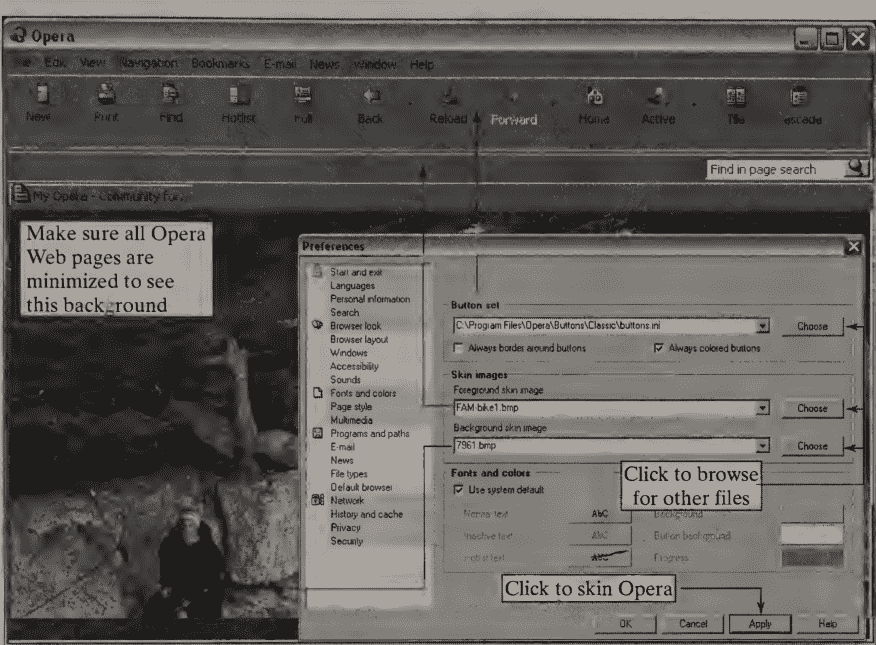 Opera
Edit View Navigation Bookmarks E-mail News Window Help
New Print Find Hotlist Full Back Reload Forward Home Active Tile
Find in page search
My Opera - Community for
Make sure all Opera
Web pages are
minimized to see
this background
Preferences
Start and exit
Languages
Personal information
Search
Browser look
Browser layout
Windows
Accessibility
Sounds
Fonts and colors
Page style
Multimedia
Programs and paths
E-mail
News
File types
Default browser
Network
History and cache
Privacy
Security
Button set
C:\Program Files\Opera\Buttons\Classic\buttons.ini
Choose
Always border around buttons
Always colored buttons
Skin images
Foreground skin image
FAM-bike1.bmp
Choose
Background skin image
7961.bmp
Choose
Click to browse
for other files
Fonts and colors
Use system default
Normal text AbC Background
Inactive text AbC Button background
AbC Progress
Click to skin Opera
OK Cancel Apply Help